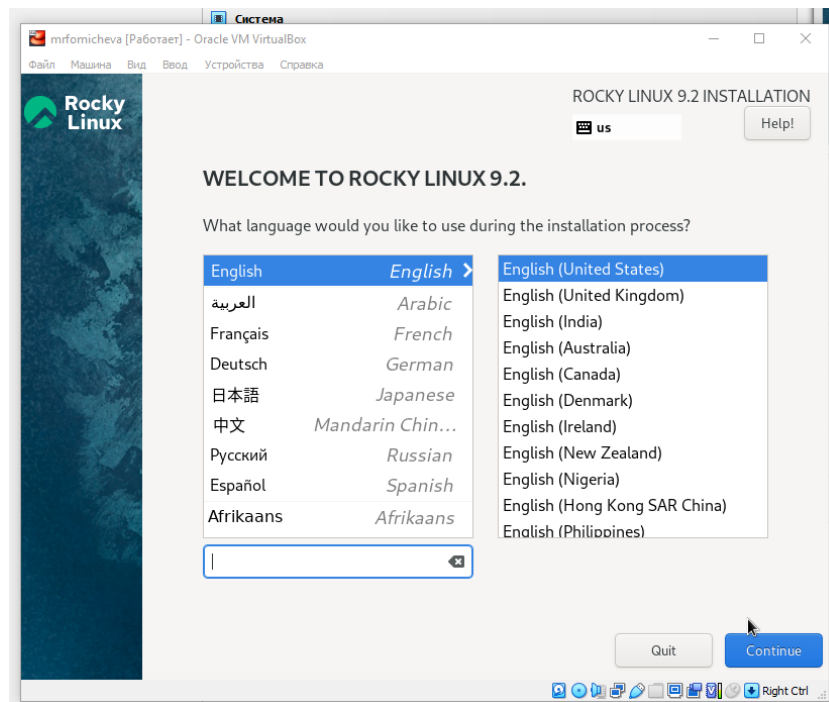 Система
mrfomicheva [Работает] - Oracle VM VirtualBox
Файл Машина Вид Ввод Устройства Справка
Rocky
Linux
ROCKY LINUX 9.2 INSTALLATION
us
Help!
WELCOME TO ROCKY LINUX 9.2.
What language would you like to use during the installation process?
English English
العربية Arabic
Français French
Deutsch German
日本語 Japanese
中文 Mandarin Chin...
Русский Russian
Español Spanish
Afrikaans Afrikaans
English (United States)
English (United Kingdom)
English (India)
English (Australia)
English (Canada)
English (Denmark)
English (Ireland)
English (New Zealand)
English (Nigeria)
English (Hong Kong SAR China)
English (Philippines)
Quit
Continue
Right Ctrl